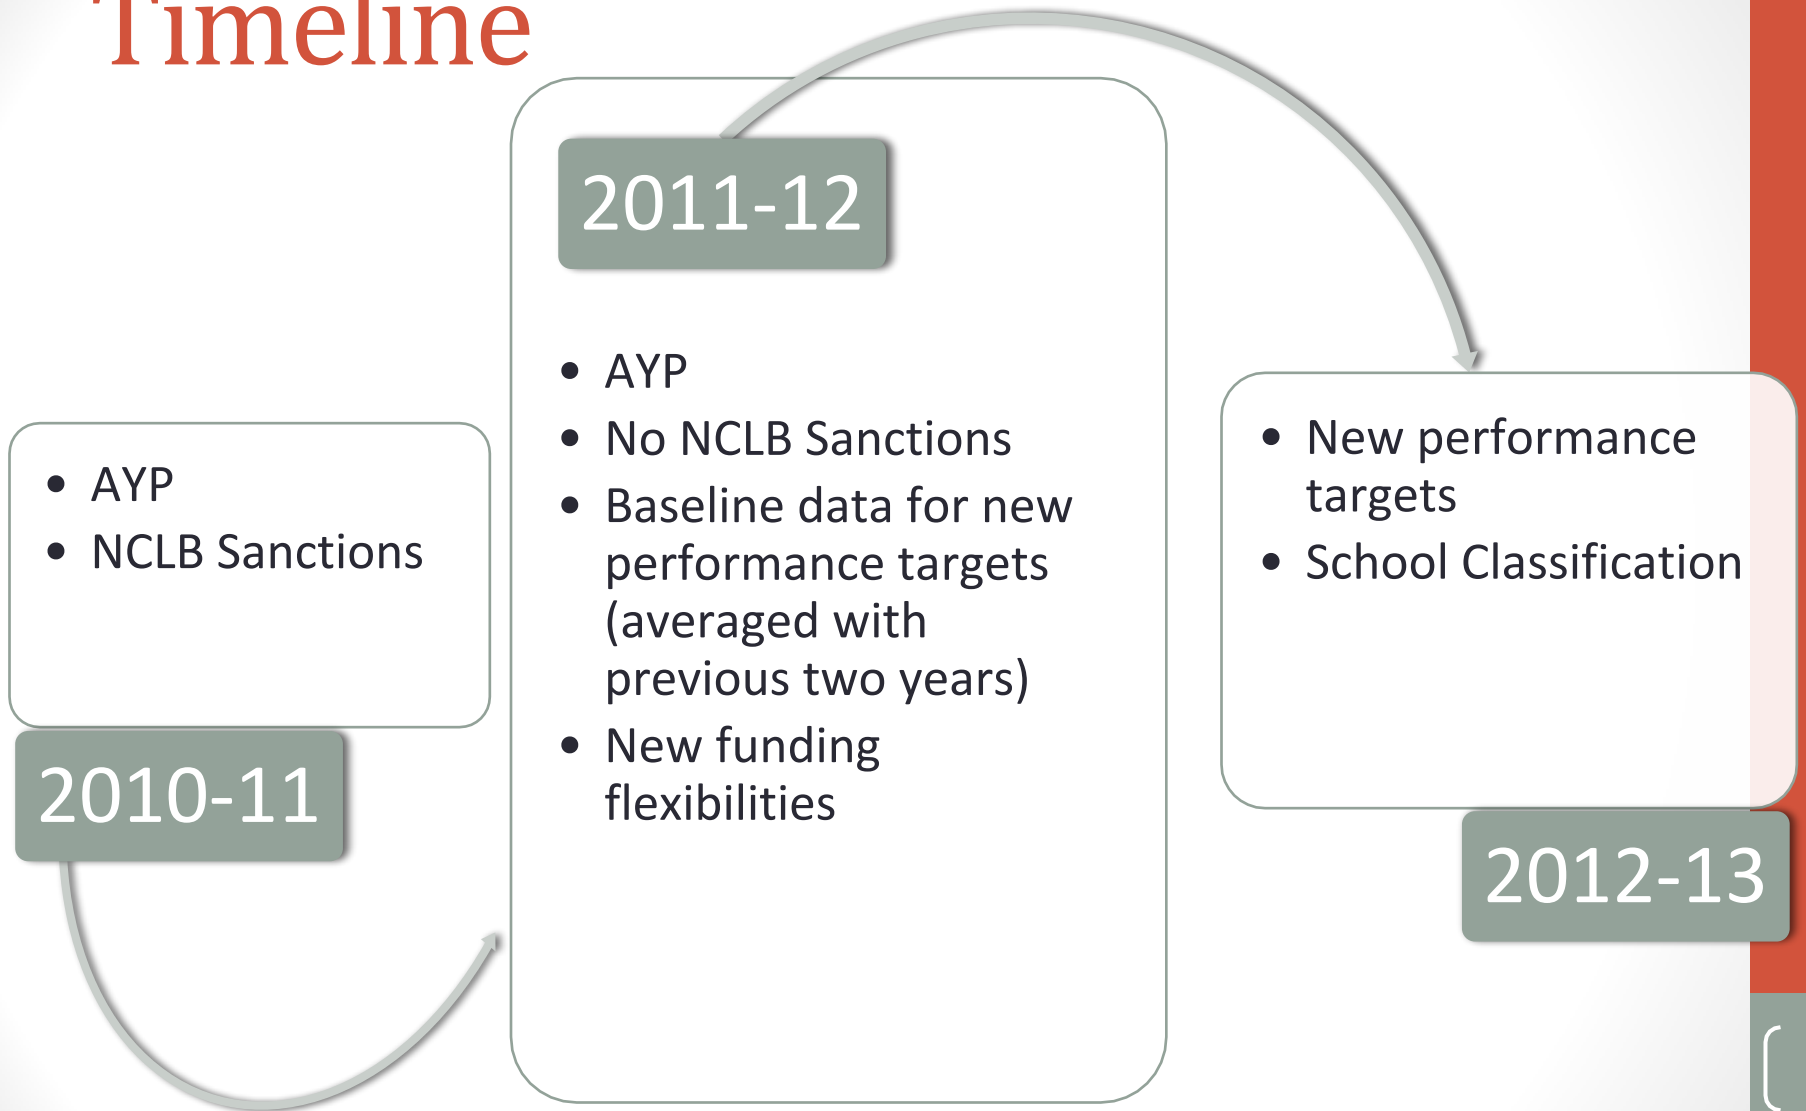 Timeline
2010-11
• AYP
• NCLB Sanctions
2011-12
• AYP
• No NCLB Sanctions
• Baseline data for new
performance targets
(averaged with
previous two years)
• New funding
flexibilities
2012-13
• New performance
targets
• School Classification